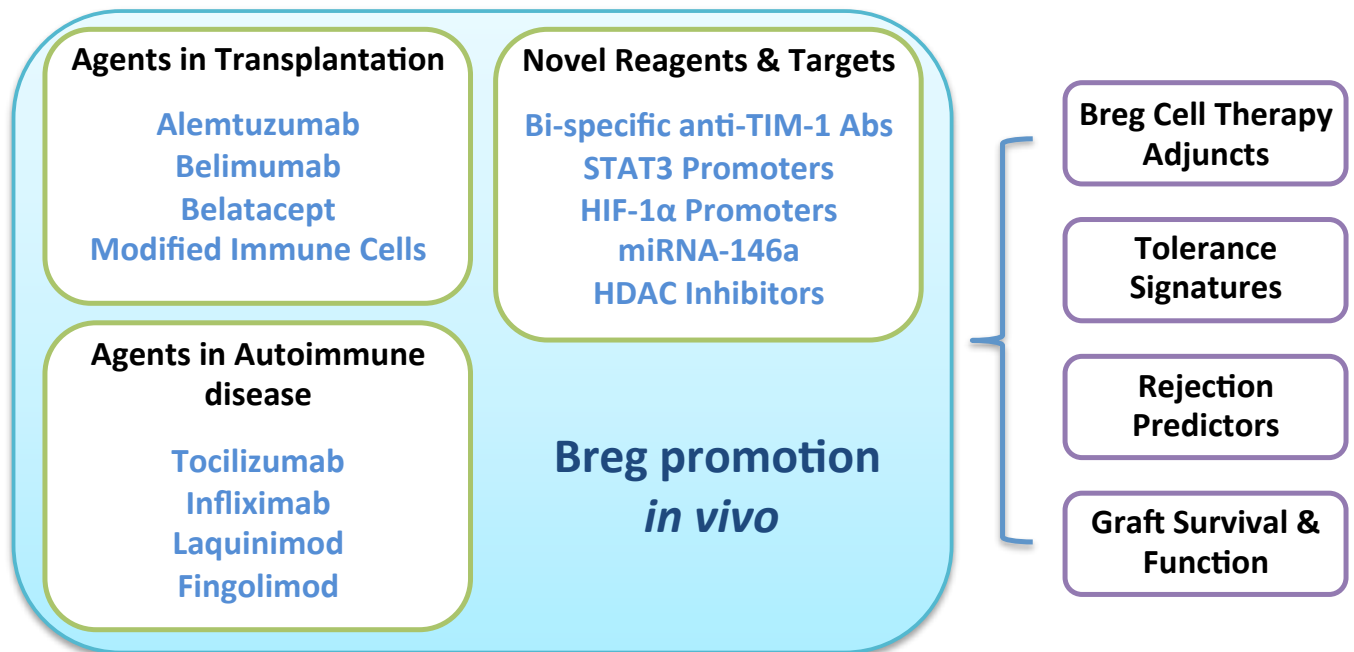 Agents in Transplantation
Alemtuzumab
Belimumab
Belatacept
Modified Immune Cells
Novel Reagents & Targets
Bi-specific anti-TIM-1 Abs
STAT3 Promoters
HIF-1α Promoters
miRNA-146a
HDAC Inhibitors
Agents in Autoimmune
disease
Tocilizumab
Infliximab
Laquinimod
Fingolimod
Breg promotion
in vivo
Breg Cell Therapy
Adjuncts
Tolerance
Signatures
Rejection
Predictors
Graft Survival &
Function